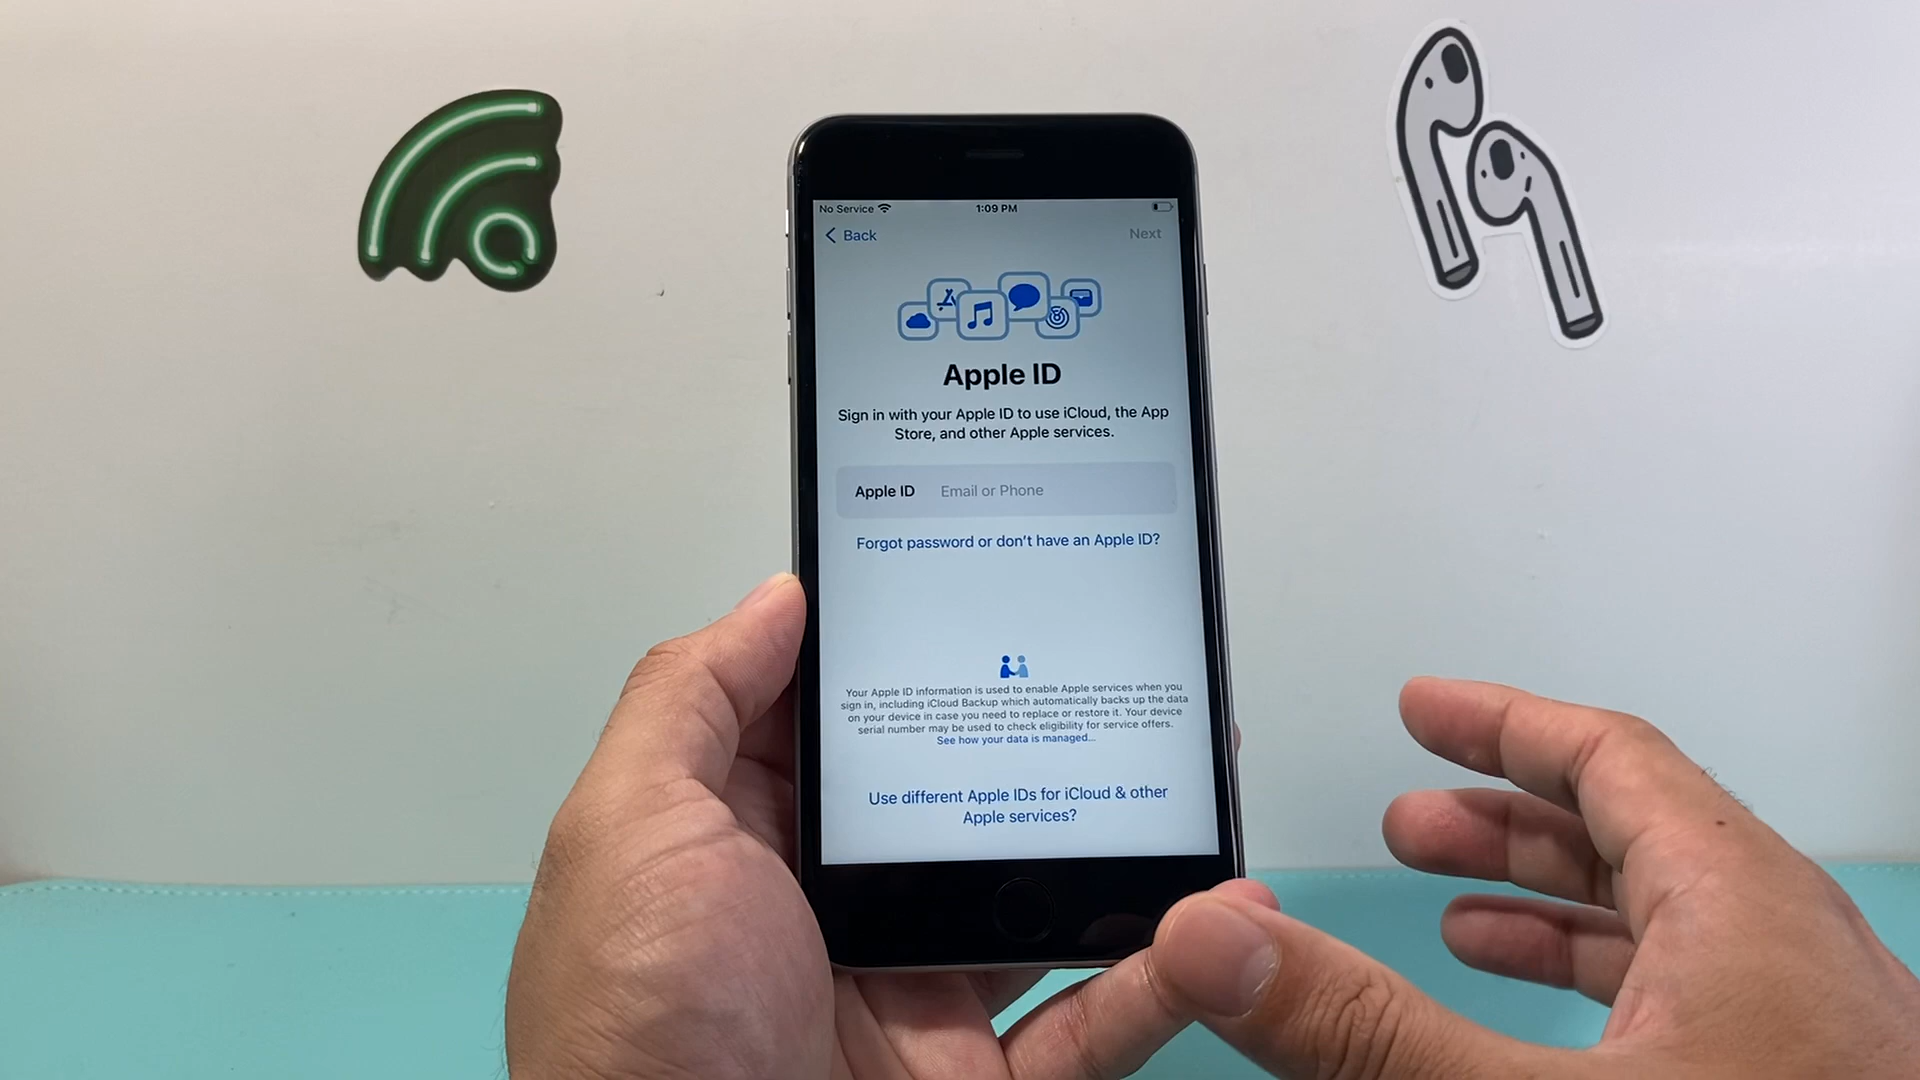 No Service
1:09 PM
Back
Next
Apple ID
Sign in with your Apple ID to use iCloud, the App
Store, and other Apple services.
Apple ID Email or Phone
Forgot password or don't have an Apple ID?
Your Apple ID information is used to enable Apple services when you
sign in, including iCloud Backup which automatically backs up the data
on your device in case you need to replace or restore it. Your device
serial number may be used to check eligibility for service offers.
See how your data is managed...
Use different Apple IDs for iCloud & other
Apple services?